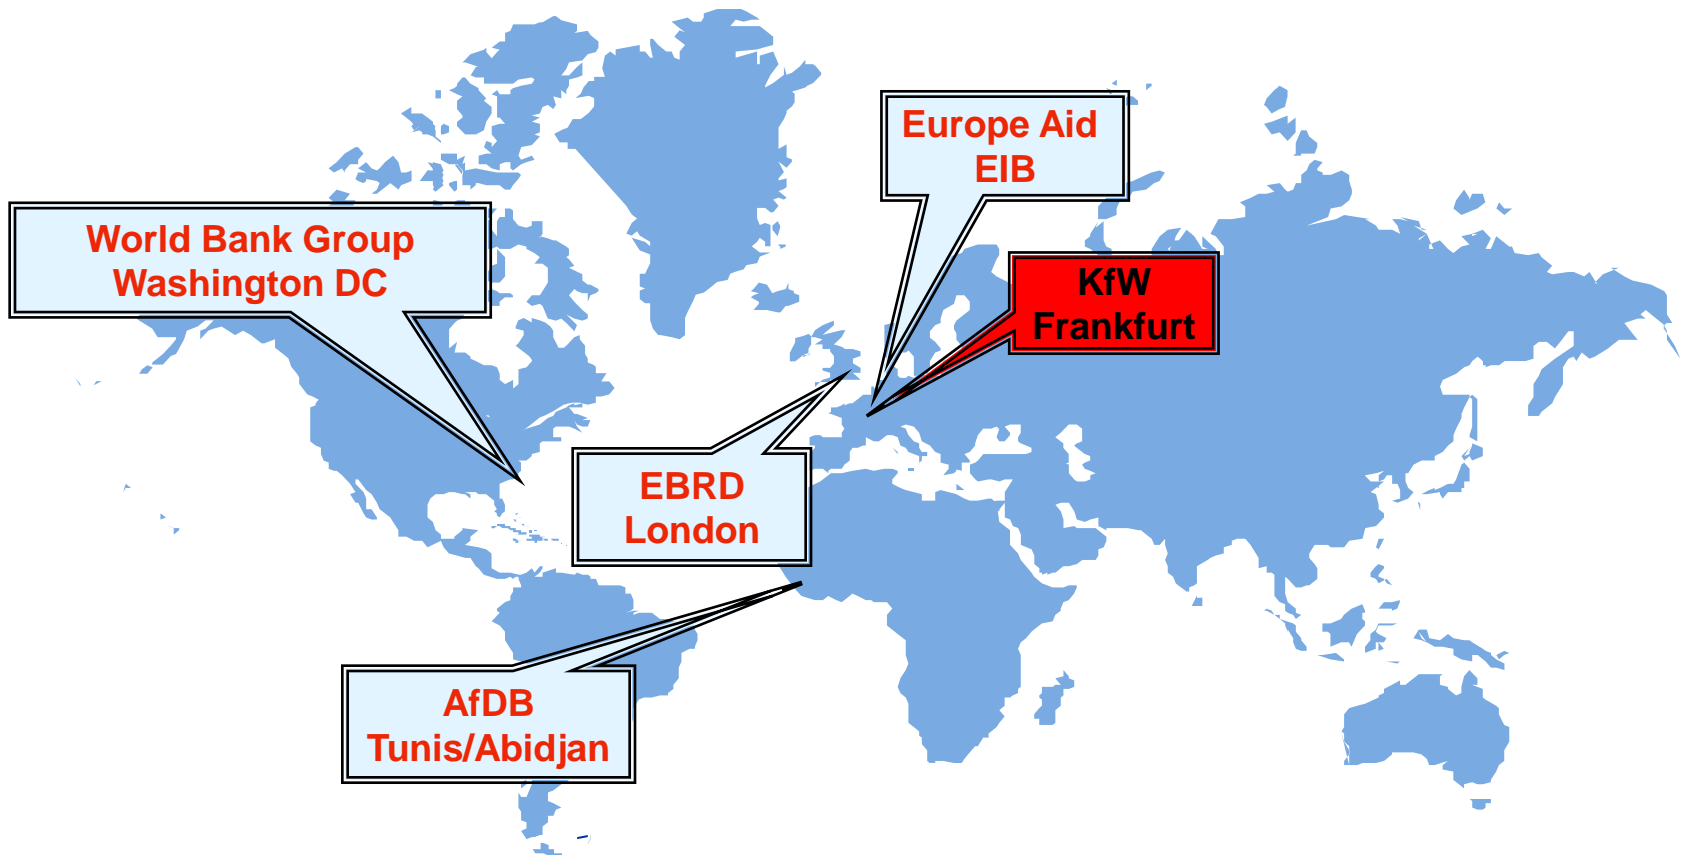 Europe Aid
EIB
World Bank Group
Washington DC
KfW
Frankfurt
EBRD
London
AfDB
Tunis/Abidjan